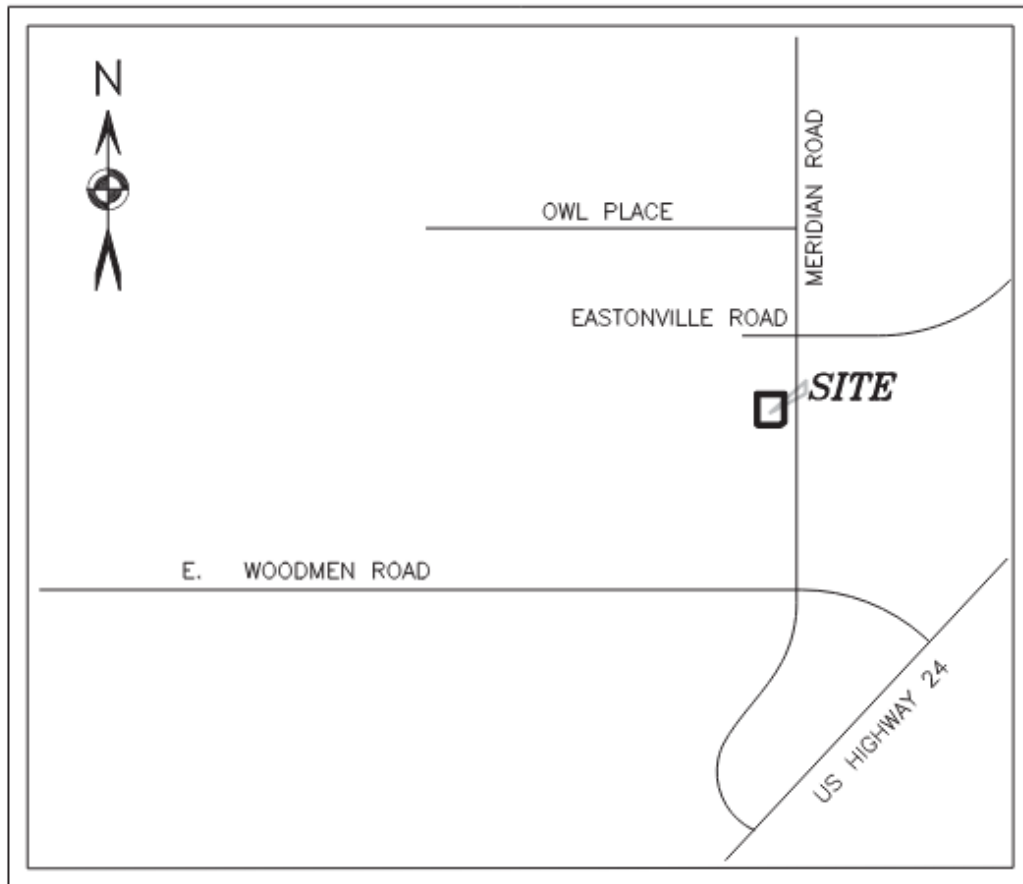 N
MERIDIAN ROAD
OWL PLACE
EASTONVILLE ROAD
SITE
E. WOODMEN ROAD
US HIGHWAY 24